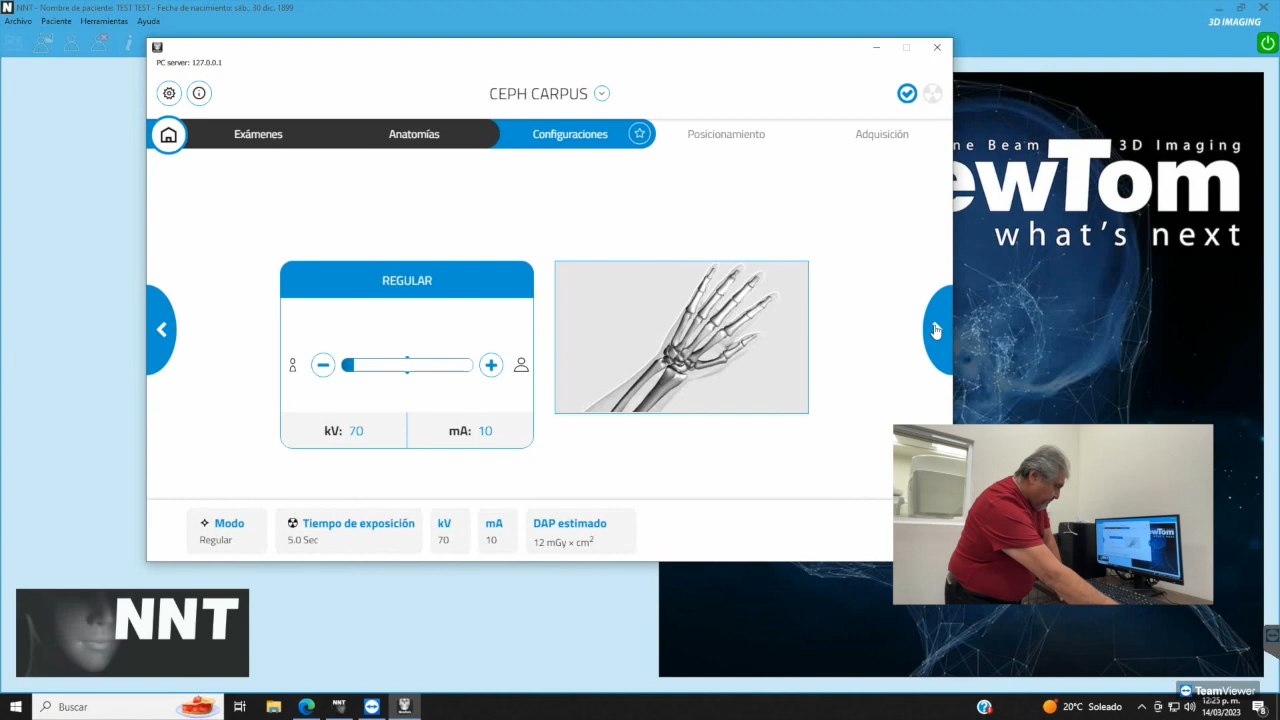 NNT - Nombre de paciente: TEST TEST - Fecha de nacimiento: sáb., 30 dic. 1899
Archivo Paciente Herramientas Ayuda
3D IMAGING
PC server: 127.0.0.1
CEPH CARPUS
Exámenes Anatomías Configuraciones Posicionamiento Adquisición
ne Beam 3D Imaging
ewTom
what's next
REGULAR
kV: 70 mA: 10
Modo
Regular
Tiempo de exposición
5.0 Sec
kV
70
mA
10
DAP estimado
12 mGy × cm²
NNT
TeamViewer
Buscar
NNT
20°C Soleado
12:25 p. m.
14/03/2023
8